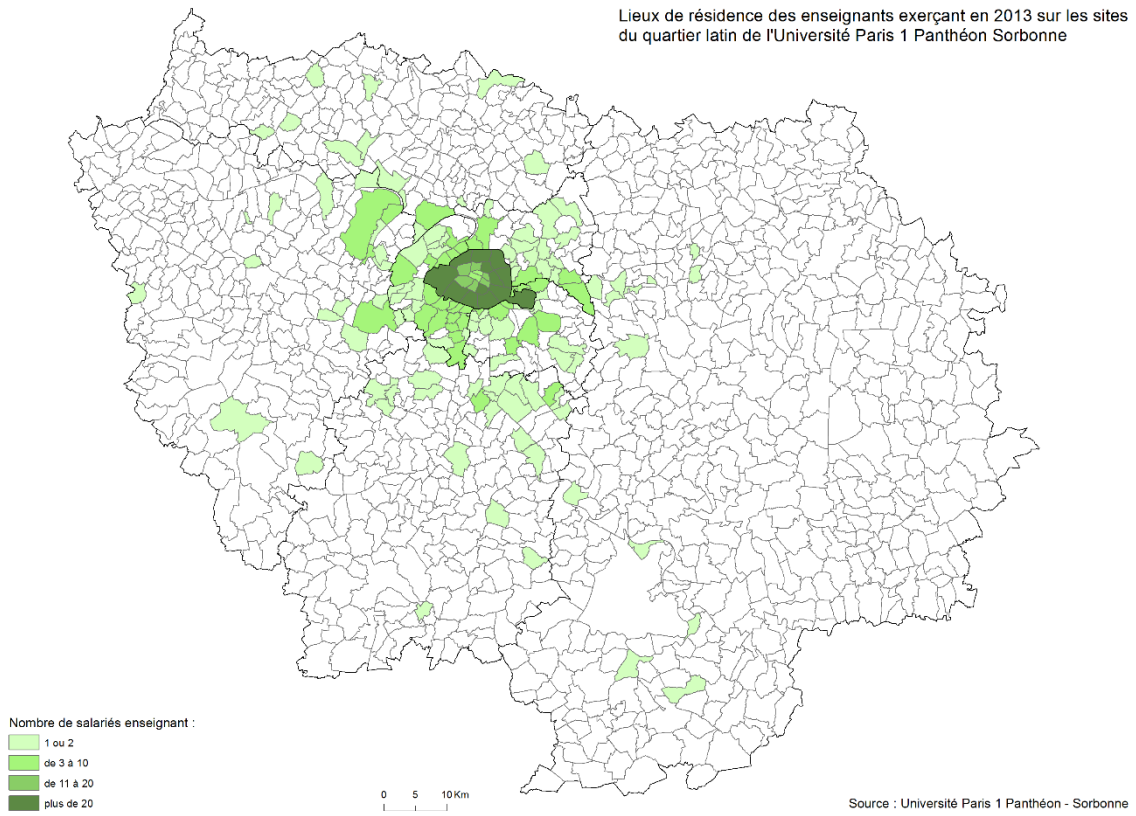 Lieux de résidence des enseignants exerçant en 2013 sur les sites
du quartier latin de l'Université Paris 1 Panthéon Sorbonne
Nombre de salariés enseignant :
1 ou 2
de 3 à 10
de 11 à 20
plus de 20
0 5 10 Km
Source : Université Paris 1 Panthéon - Sorbonne